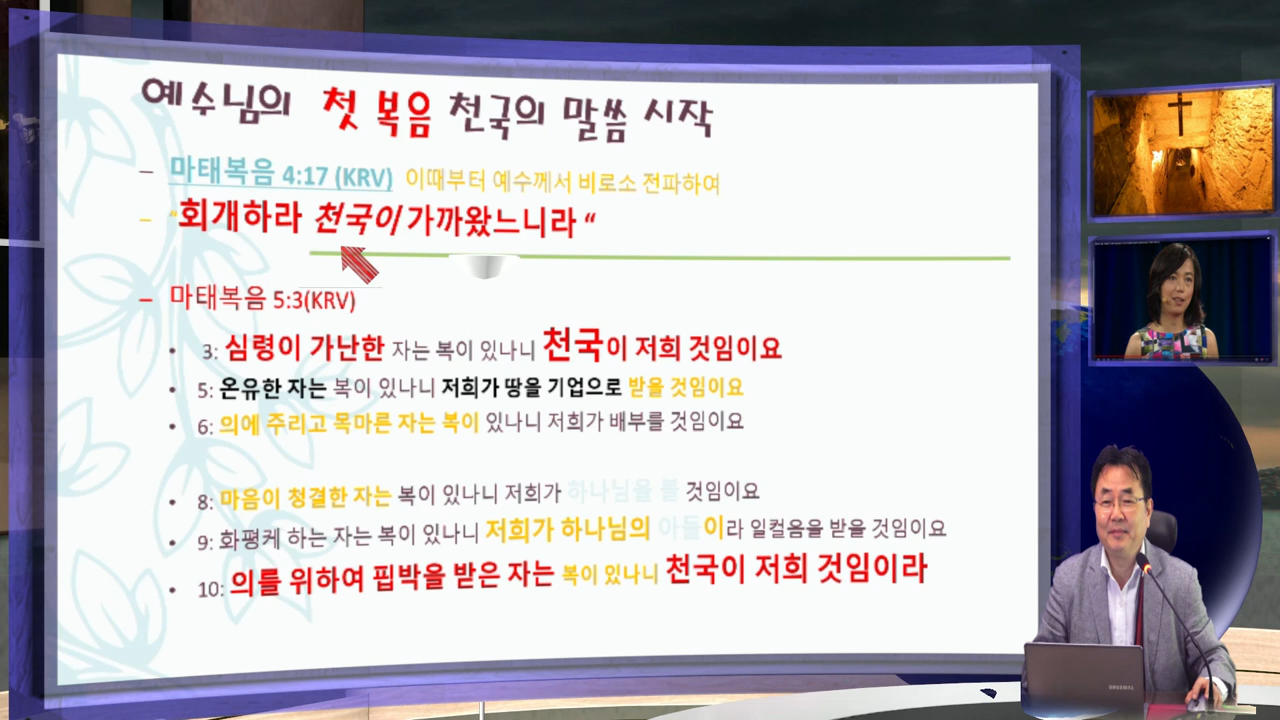 예수님의 첫 복음 천국의 말씀 시작
– 마태복음 4:17 (KRV) 이때부터 예수께서 비로소 전파하여
– “회개하라 천국이 가까왔느니라 “
– 마태복음 5:3(KRV)
• 3: 심령이 가난한 자는 복이 있나니 천국이 저희 것임이요
• 5: 온유한 자는 복이 있나니 저희가 땅을 기업으로 받을 것임이요
• 6: 의에 주리고 목마른 자는 복이 있나니 저희가 배부를 것임이요
• 8: 마음이 청결한 자는 복이 있나니 저희가 하나님을 볼 것임이요
• 9: 화평케 하는 자는 복이 있나니 저희가 하나님의 아들이라 일컬음을 받을 것임이요
• 10: 의를 위하여 핍박을 받은 자는 복이 있나니 천국이 저희 것임이라
SAMSUNG